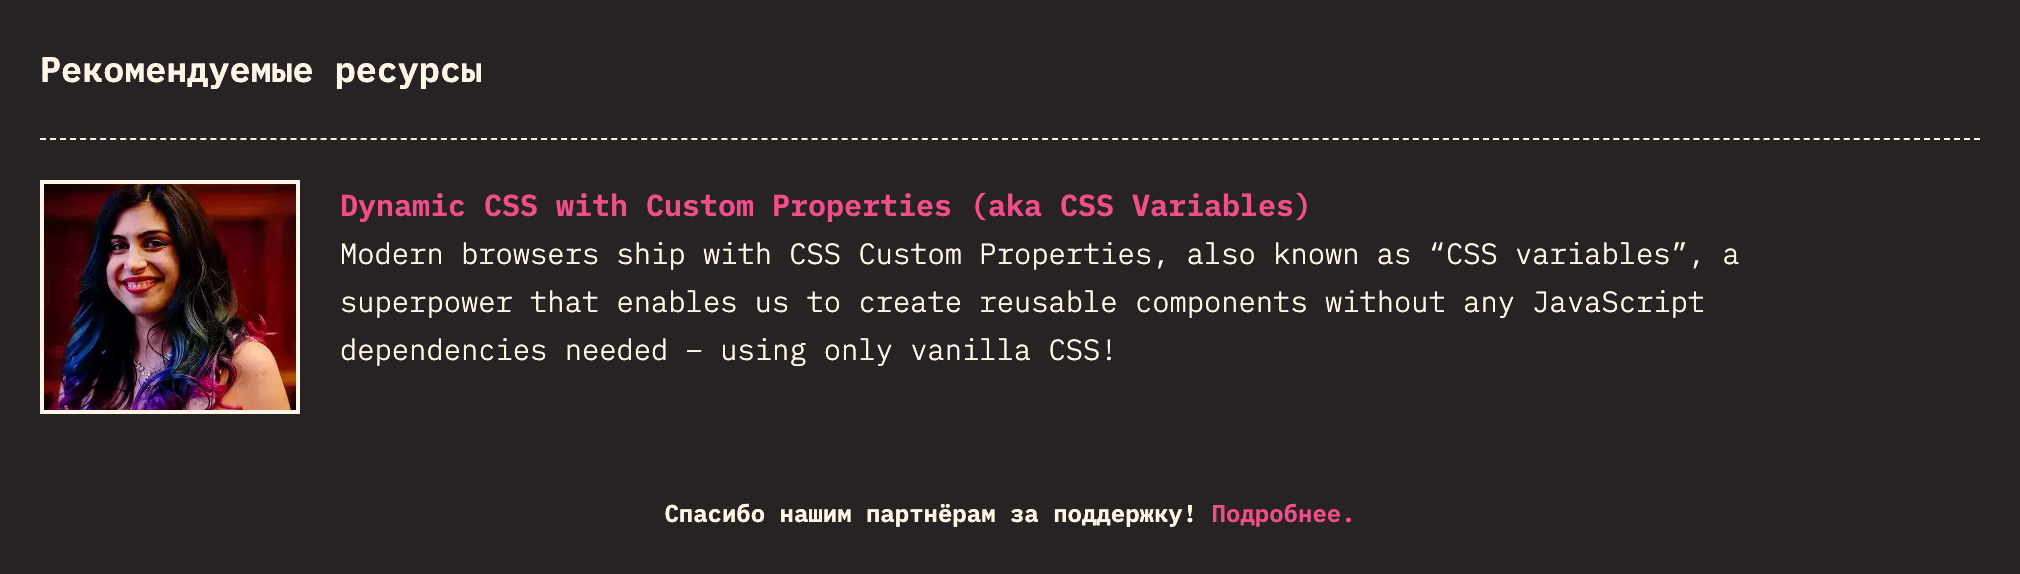 Рекомендуемые ресурсы
Dynamic CSS with Custom Properties (aka CSS Variables)
Modern browsers ship with CSS Custom Properties, also known as “CSS variables”, a
superpower that enables us to create reusable components without any JavaScript
dependencies needed – using only vanilla CSS!
Спасибо нашим партнёрам за поддержку! Подробнее.